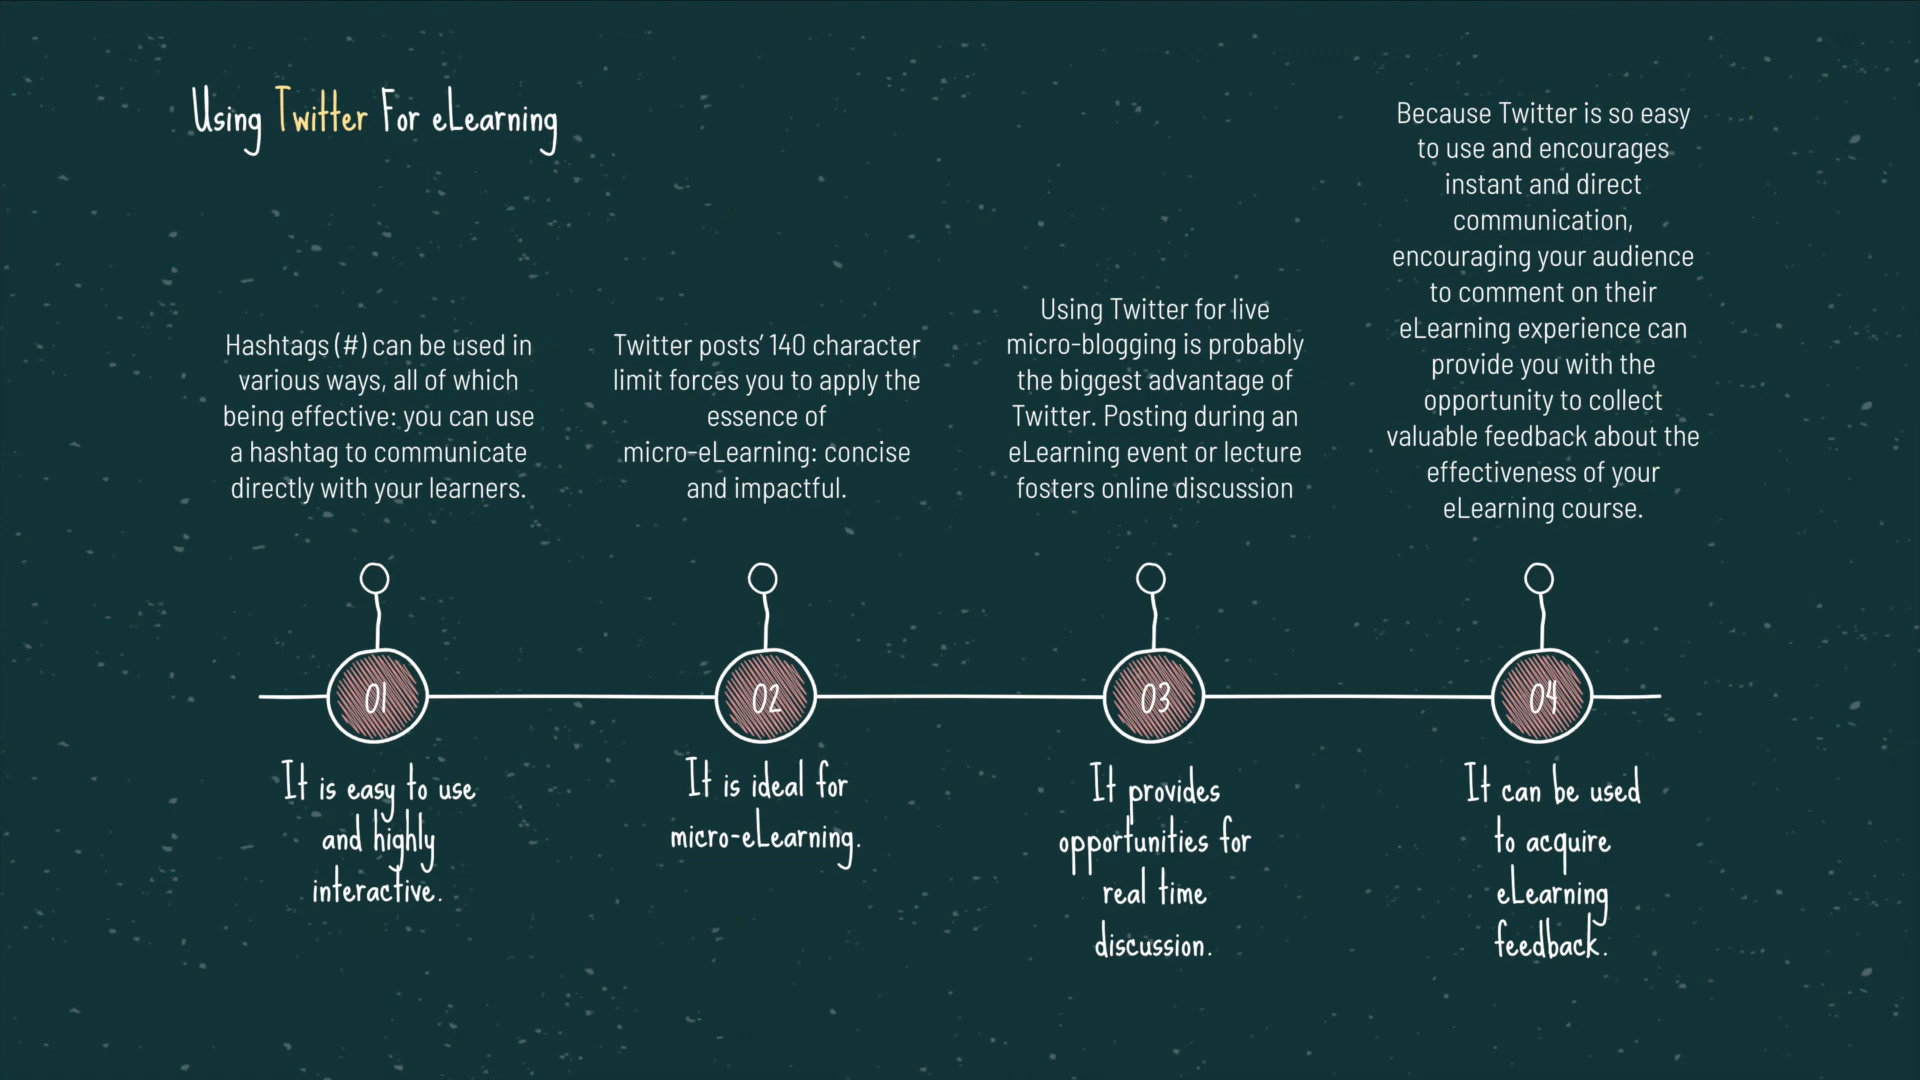 Using Twitter For eLearning
Hashtags (#) can be used in
various ways, all of which
being effective: you can use
a hashtag to communicate
directly with your learners.
Twitter posts' 140 character
limit forces you to apply the
essence of
micro-eLearning: concise
and impactful.
Using Twitter for live
micro-blogging is probably
the biggest advantage of
Twitter. Posting during an
eLearning event or lecture
fosters online discussion
Because Twitter is so easy
to use and encourages
instant and direct
communication,
encouraging your audience
to comment on their
eLearning experience can
provide you with the
opportunity to collect
valuable feedback about the
effectiveness of your
eLearning course.
01
02
03
04
It is easy to use
and highly
interactive.
It is ideal for
micro-eLearning.
It provides
opportunities for
real time
discussion.
It can be used
to acquire
eLearning
feedback.